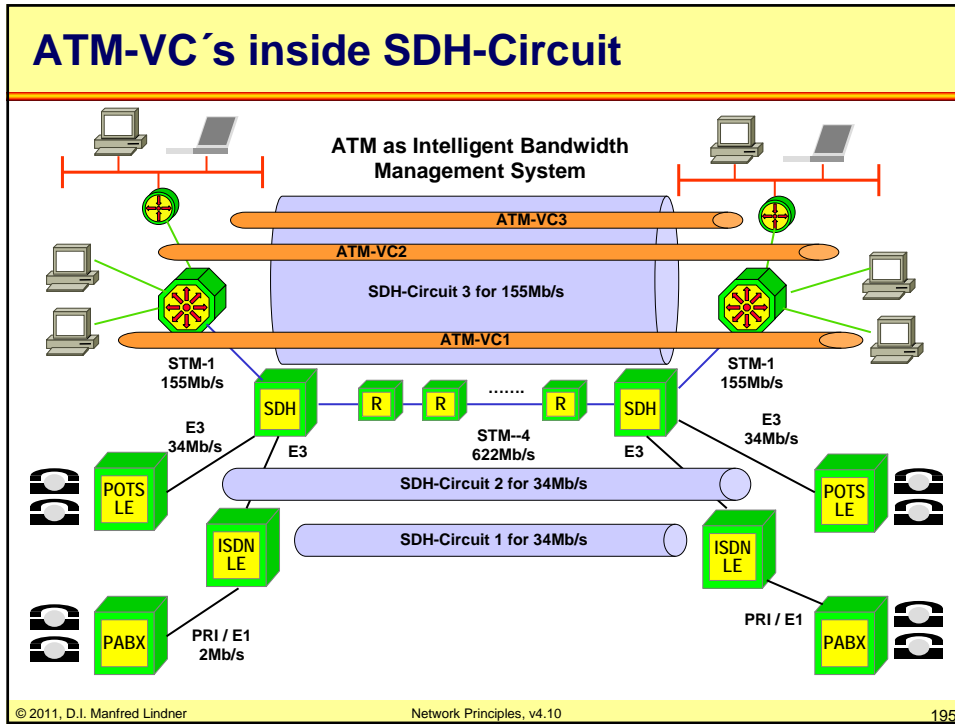 ATM-VC´s inside SDH-Circuit
ATM as Intelligent Bandwidth
Management System
ATM-VC3
ATM-VC2
SDH-Circuit 3 for 155Mb/s
ATM-VC1
STM-1
155Mb/s
STM-1
155Mb/s
SDH
R
R
.......
R
SDH
E3
34Mb/s
E3
STM--4
622Mb/s
E3
E3
34Mb/s
POTS
LE
SDH-Circuit 2 for 34Mb/s
POTS
LE
ISDN
LE
SDH-Circuit 1 for 34Mb/s
ISDN
LE
PABX
PRI / E1
2Mb/s
PRI / E1
PABX
© 2011, D.I. Manfred Lindner
Network Principles, v4.10
195